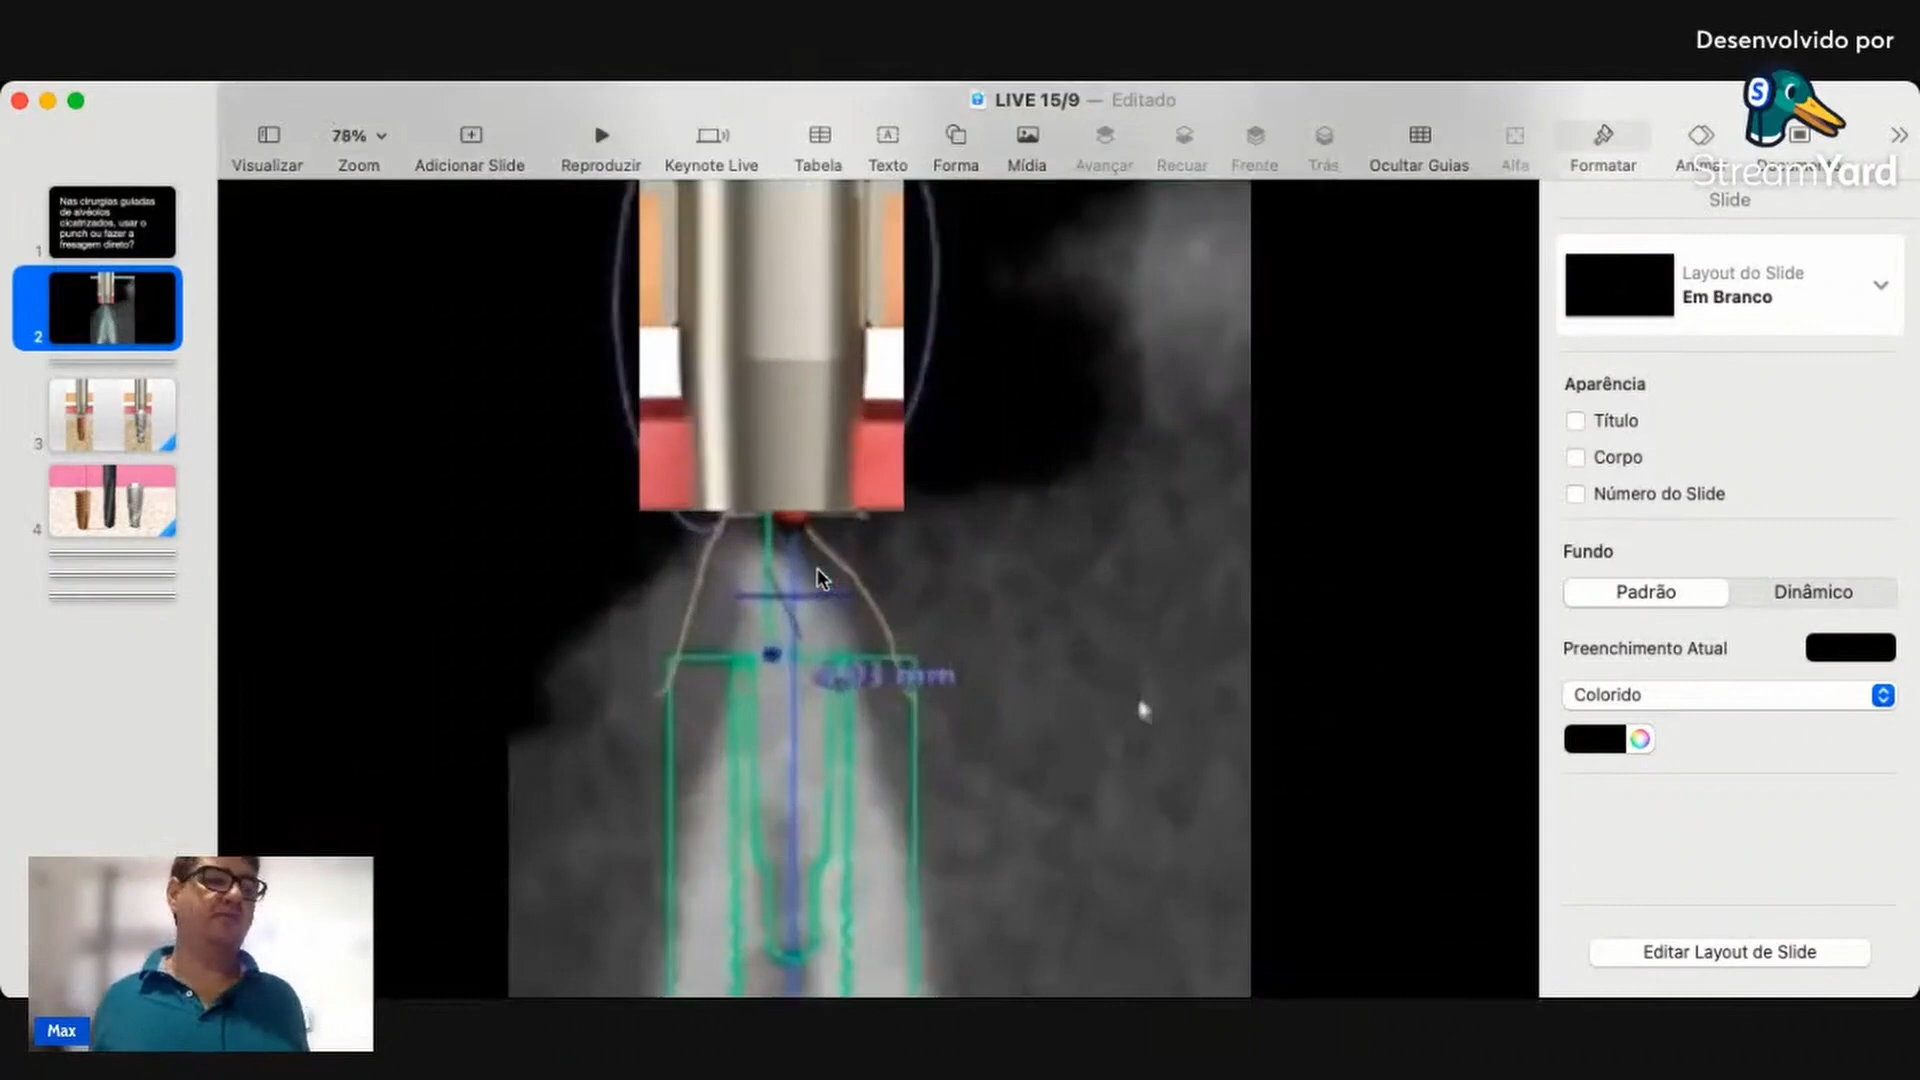 Desenvolvido por
StreamYard
LIVE 15/9 — Editado
78%
Visualizar
Zoom
Adicionar Slide
Reproduzir
Keynote Live
Tabela
Texto
Forma
Mídia
Avançar
Recuar
Frente
Trás
Ocultar Guias
Alfa
Formatar
Slide
Nas cirurgias guiadas
de alvéolos
cicatrizados, usar o
punch ou fazer a
fresagem direto?
1
2
3
4
Layout do Slide
Em Branco
Aparência
Título
Corpo
Número do Slide
Fundo
Padrão
Dinâmico
Preenchimento Atual
Colorido
Editar Layout de Slide
mm
Max